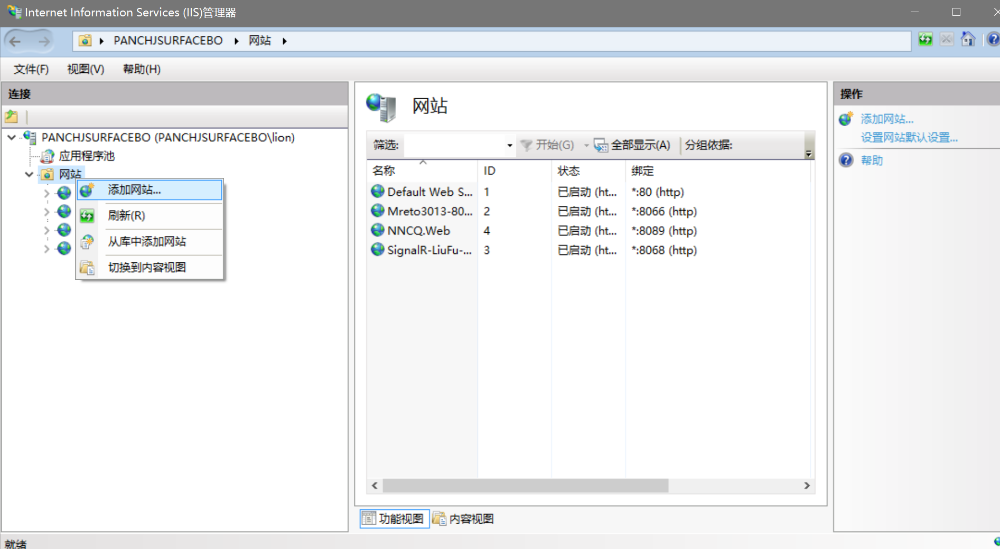 Internet Information Services (IIS)管理器
PANCHJSURFACEBO 网站
文件(F) 视图(V) 帮助(H)
连接
PANCHJSURFACEBO (PANCHJSURFACEBO\lion)
应用程序池
网站
添加网站...
刷新(R)
从库中添加网站
切换到内容视图
网站
筛选: 开始(G) 全部显示(A) 分组依据:
名称 ID 状态 绑定
Default Web S... 1 已启动 (ht... *:80 (http)
Mreto3013-80... 2 已启动 (ht... *:8066 (http)
NNCQ.Web 4 已启动 (ht... *:8089 (http)
SignalR-LiuFu-... 3 已启动 (ht... *:8068 (http)
功能视图 内容视图
操作
添加网站...
设置网站默认设置...
帮助
就绪